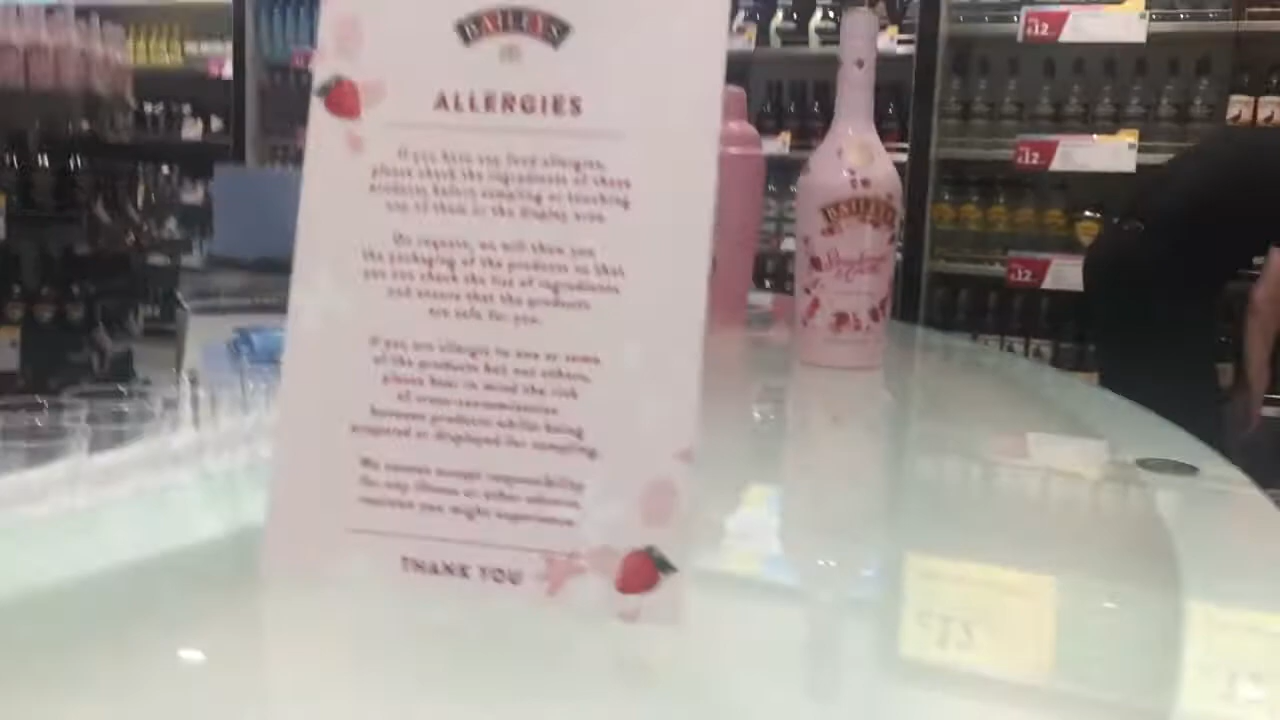 BAILEYS
ALLERGIES
If you have any food allergies,
please check the ingredients of these
products before sampling or touching
any of them in the display area.
On request, we will show you
the packaging of the products so that
you can check the list of ingredients
and ensure that the products
are safe for you.
If you are allergic to one or some
of the products but not others,
please bear in mind the risk
of cross-contamination
between products whilst being
prepared or displayed for sampling.
We cannot accept responsibility
for any illness or other adverse
reaction you might experience.
THANK YOU
BAILEYS
Strawberries
& Cream
£12
£12
£12